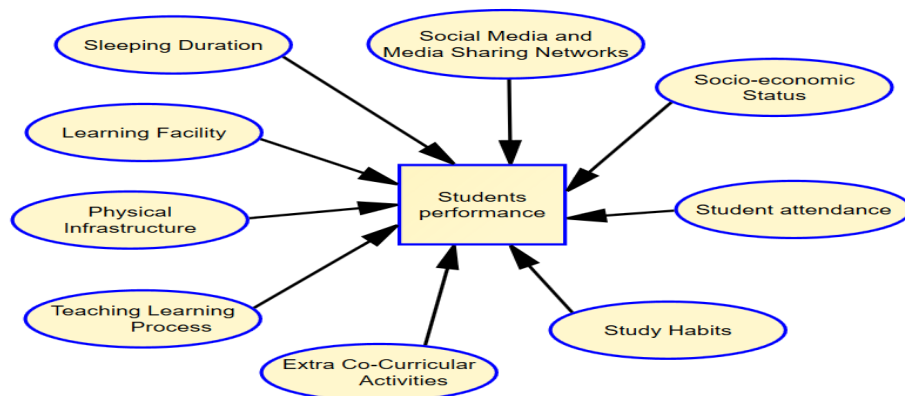 Sleeping Duration
Social Media and
Media Sharing Networks
Socio-economic
Status
Learning Facility
Students
performance
Physical
Infrastructure
Student attendance
Teaching Learning
Process
Study Habits
Extra Co-Curricular
Activities